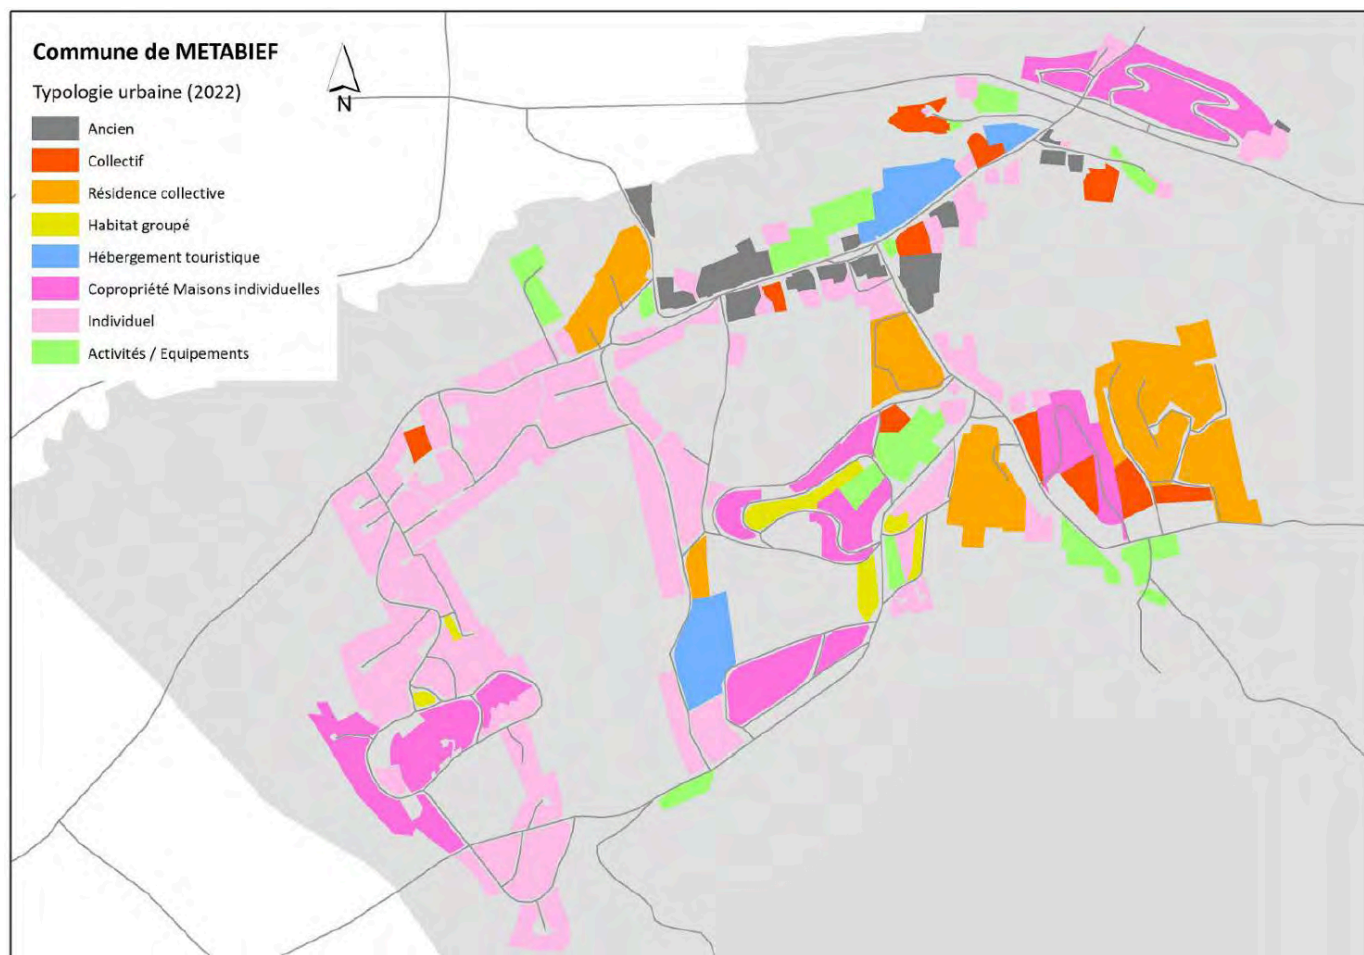 Commune de METABIEF
Typologie urbaine (2022)
N
Ancien
Collectif
Résidence collective
Habitat groupé
Hébergement touristique
Copropriété Maisons individuelles
Individuel
Activités / Equipements